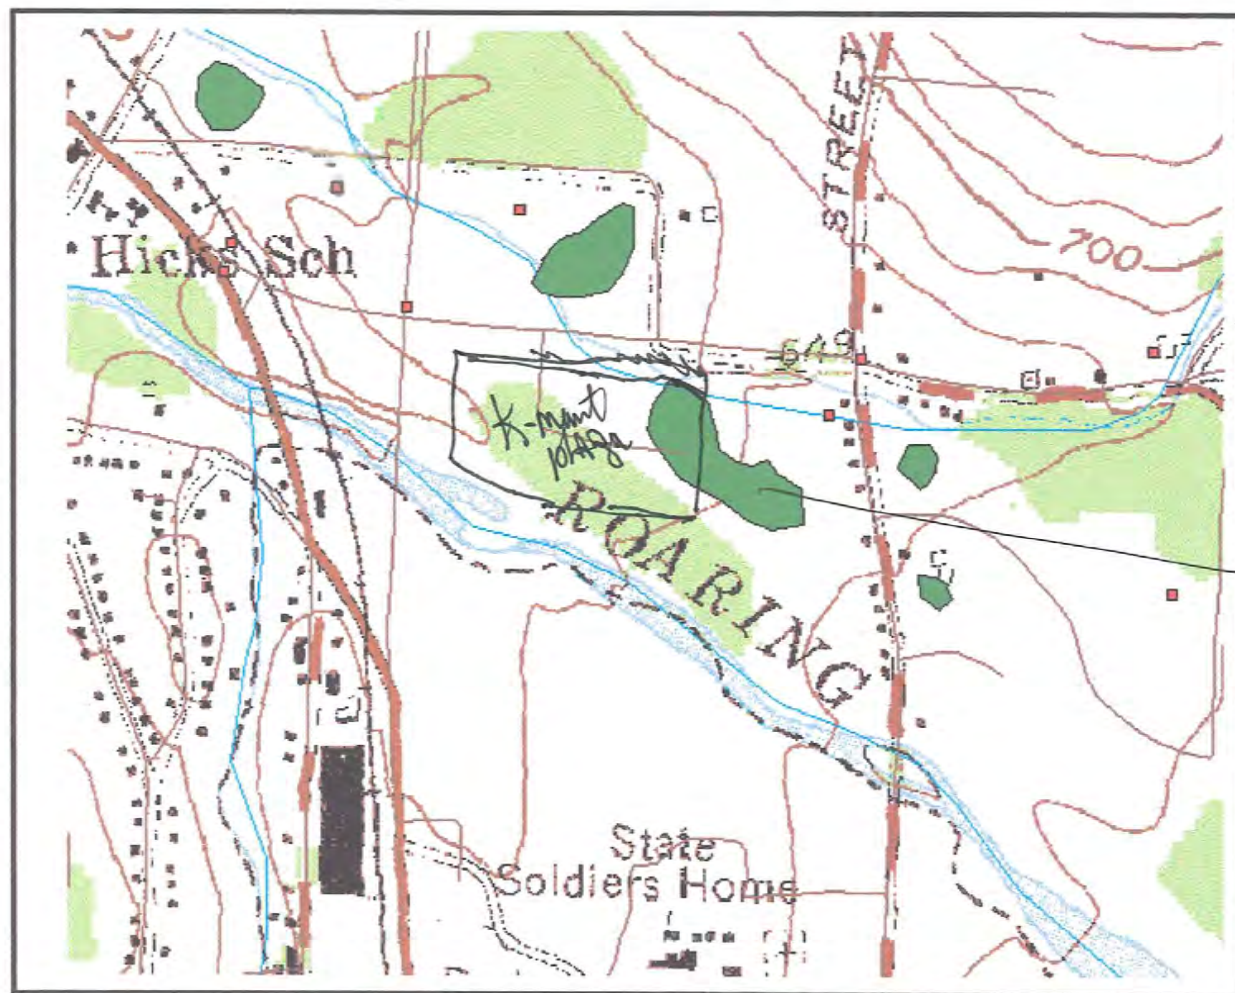 STREET
700
Hicks Sch
649
K-mart
plaza
ROARING
State
Soldiers Home